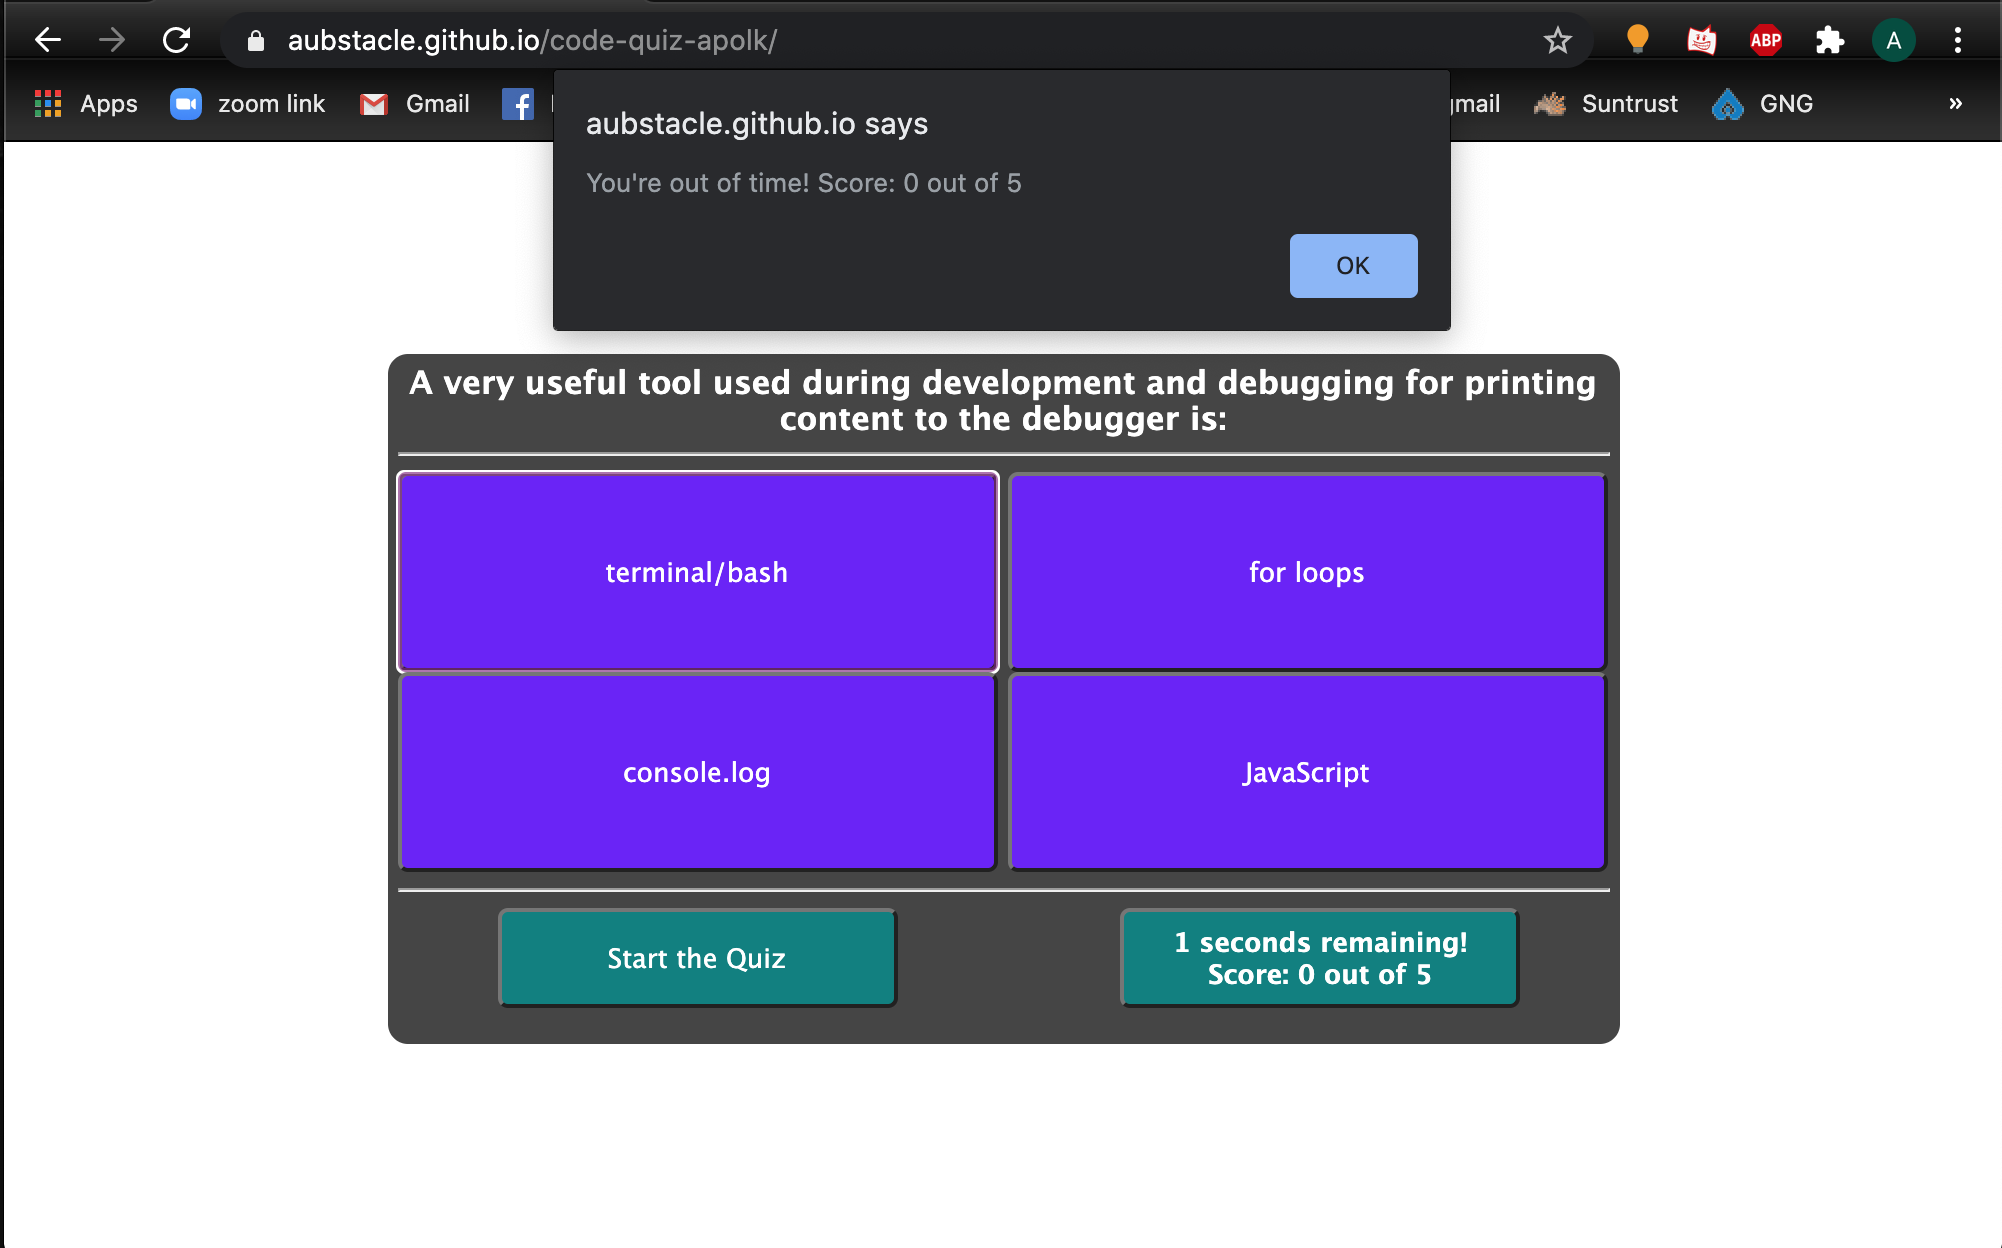 aubstacle.github.io/code-quiz-apolk/
ABP
A
Apps
zoom link
Gmail
Suntrust
GNG
»
aubstacle.github.io says
You're out of time! Score: 0 out of 5
OK
A very useful tool used during development and debugging for printing
content to the debugger is:
terminal/bash
for loops
console.log
JavaScript
Start the Quiz
1 seconds remaining!
Score: 0 out of 5